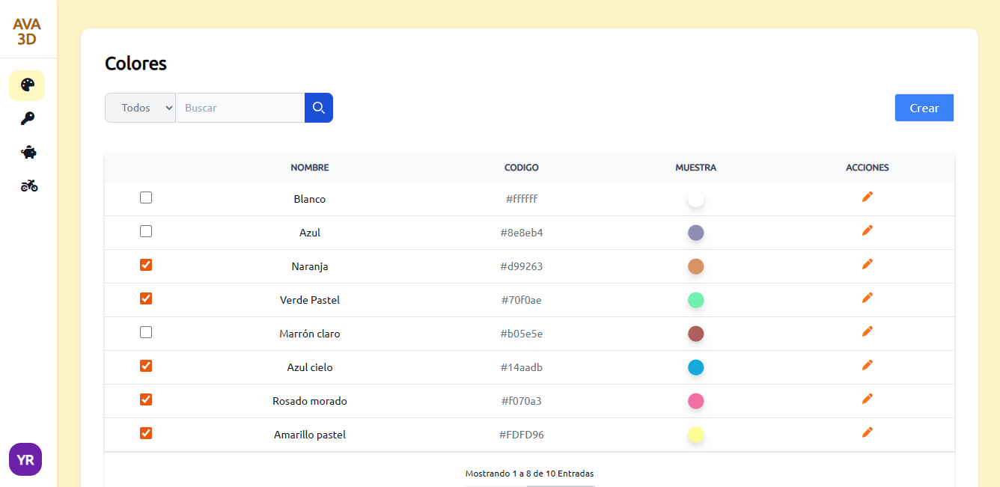 AVA
3D
Colores
Todos Buscar
Crear
NOMBRE CODIGO MUESTRA ACCIONES
Blanco #ffffff
Azul #8e8eb4
Naranja #d99263
Verde Pastel #70f0ae
Marrón claro #b05e5e
Azul cielo #14aadb
Rosado morado #f070a3
Amarillo pastel #FDFD96
YR
Mostrando 1 a 8 de 10 Entradas